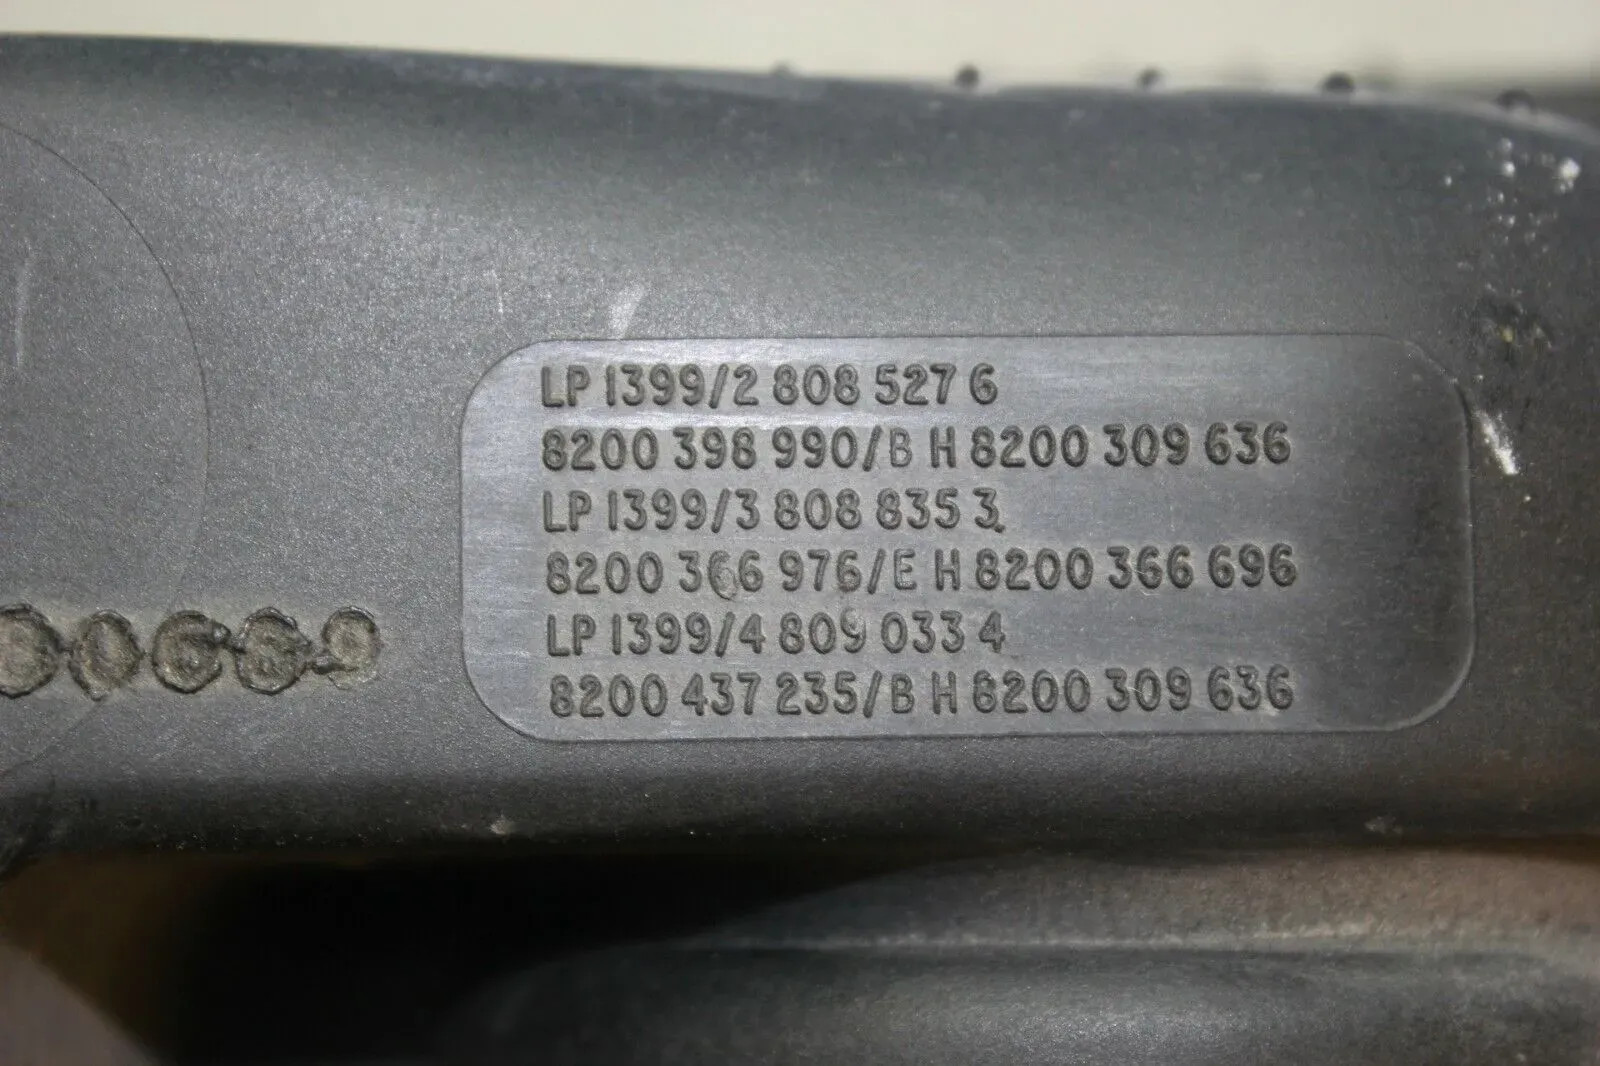 LP 1399/2 808 527 6
8200 398 990/B H 8200 309 636
LP 1399/3 808 835 3
8200 366 976/E H 8200 366 696
LP 1399/4 809 033 4
8200 437 235/B H 8200 309 636